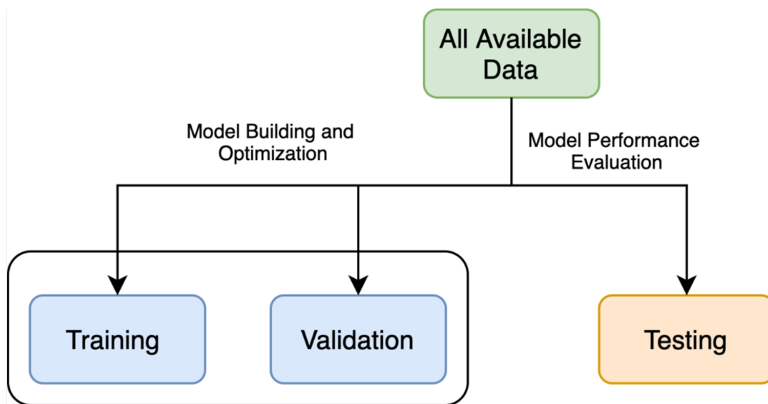 All Available
Data
Model Building and
Optimization
Model Performance
Evaluation
Training
Validation
Testing